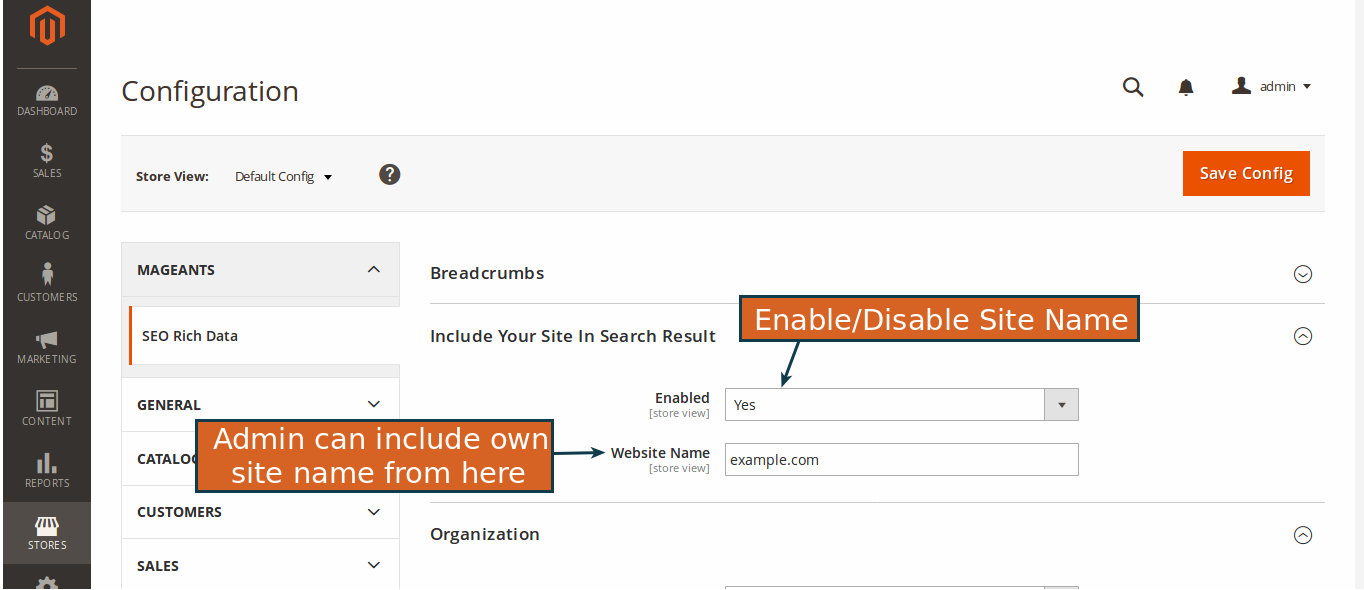 Configuration
admin
Store View: Default Config ?
Save Config
DASHBOARD
$
SALES
CATALOG
CUSTOMERS
MARKETING
CONTENT
REPORTS
STORES
MAGEANTS
SEO Rich Data
GENERAL
CUSTOMERS
SALES
Breadcrumbs
Include Your Site In Search Result
Enable/Disable Site Name
Enabled
[store view]
Yes
Admin can include own
site name from here
Website Name
[store view]
example.com
Organization